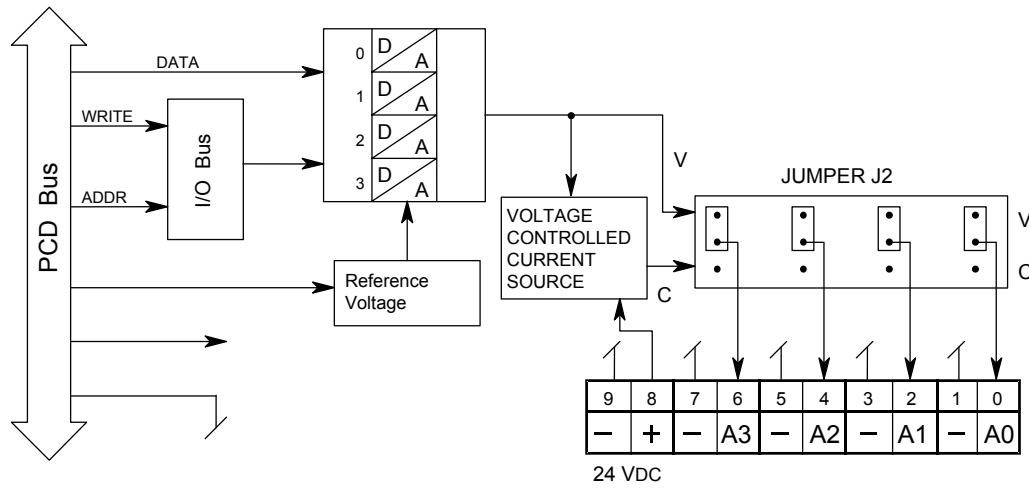 PCD Bus
DATA
WRITE
ADDR
I/O Bus
0 D A
1 D A
2 D A
3 D A
Reference
Voltage
VOLTAGE
CONTROLLED
CURRENT
SOURCE
V
C
JUMPER J2
V
C
9 8 7 6 5 4 3 2 1 0
– + – A3 – A2 – A1 – A0
24 VDC